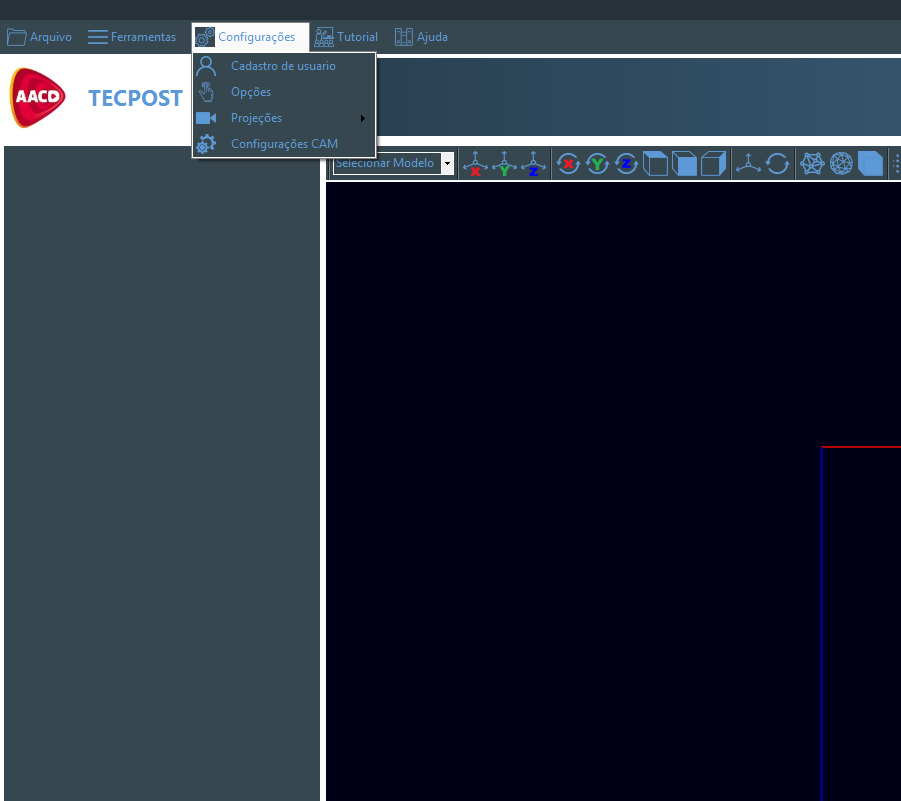 Arquivo Ferramentas Configurações Tutorial Ajuda
Cadastro de usuario
Opções
Projeções
Configurações CAM
AACD TECPOST
Selecionar Modelo X Y Z X Y Z